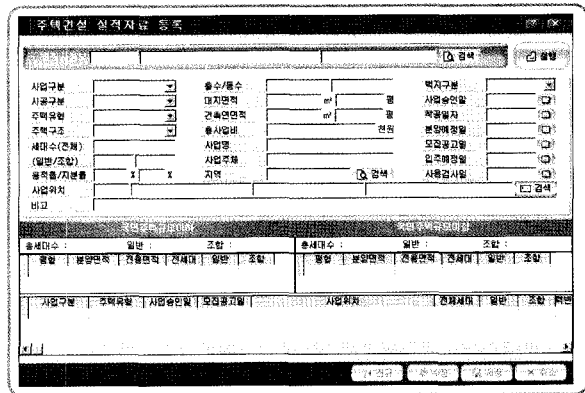 주택건설 실적자료 등록
검색 실행
사업구분 층수/동수 택지구분
시공구분 대지면적 ㎡ 평 사업승인일
주택유형 건축연면적 ㎡ 평 착공일자
주택구조 총사업비 천원 분양예정일
세대수(전체) 사업명 모집공고일
(일반/조합) 사업주체 입주예정일
용적율/지분률 % % 지역 검색 사용검사일
사업위치 검색
비고
국민주택규모이하 국민주택규모이상
총세대수 : 일반 : 조합 : 총세대수 : 일반 : 조합 :
평형 분양면적 전용면적 전세대 일반 조합 평형 분양면적 전용면적 전세대 일반 조합
사업구분 주택유형 사업승인일 모집공고일 사업위치 전체세대 일반 조합
신규 수정 저장 취소